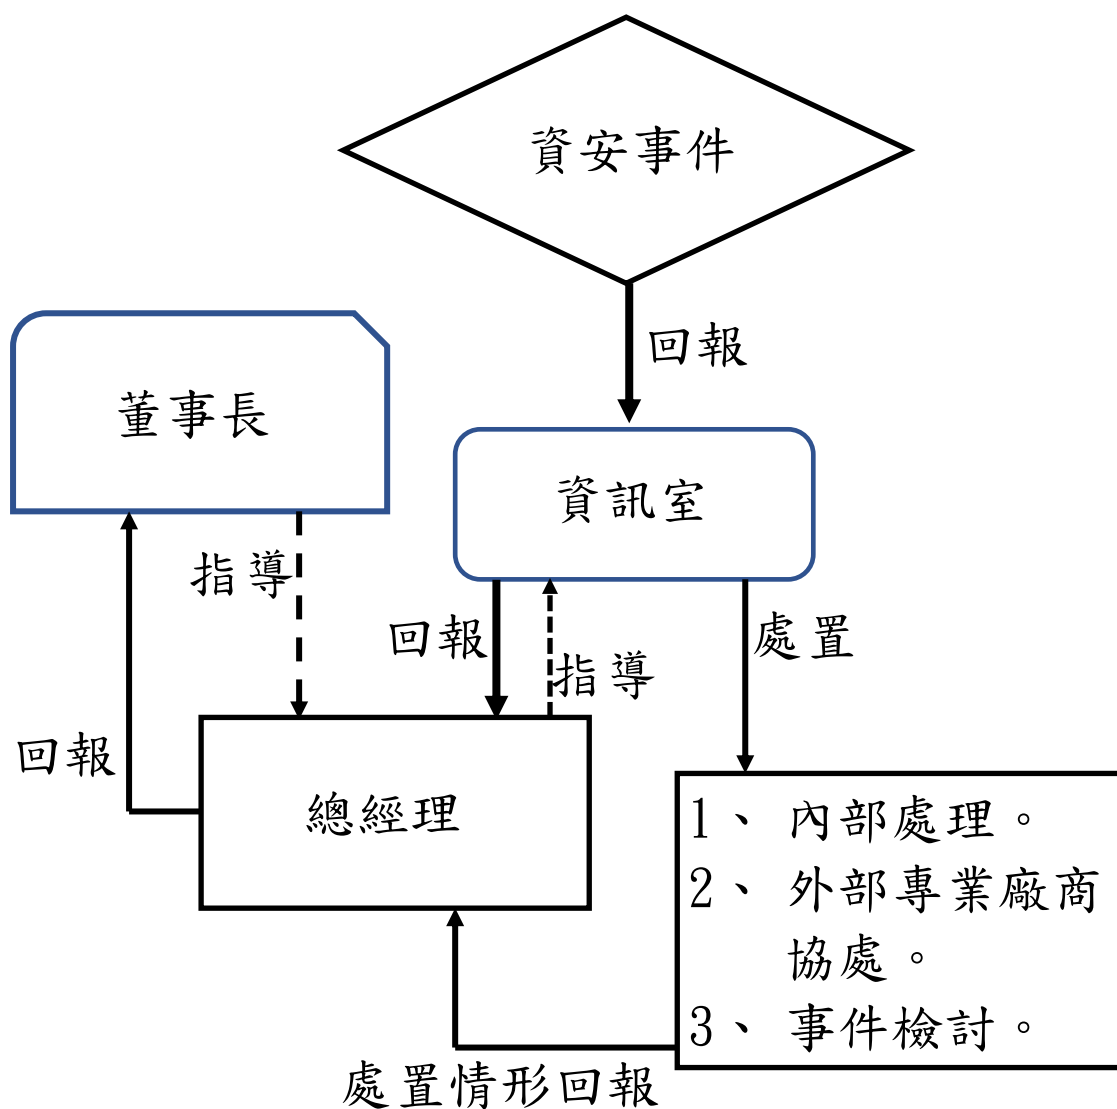 資安事件
回報
董事長
資訊室
指導
回報
指導
處置
回報
總經理
1、 內部處理。
2、 外部專業廠商
協處。
3、 事件檢討。
處置情形回報